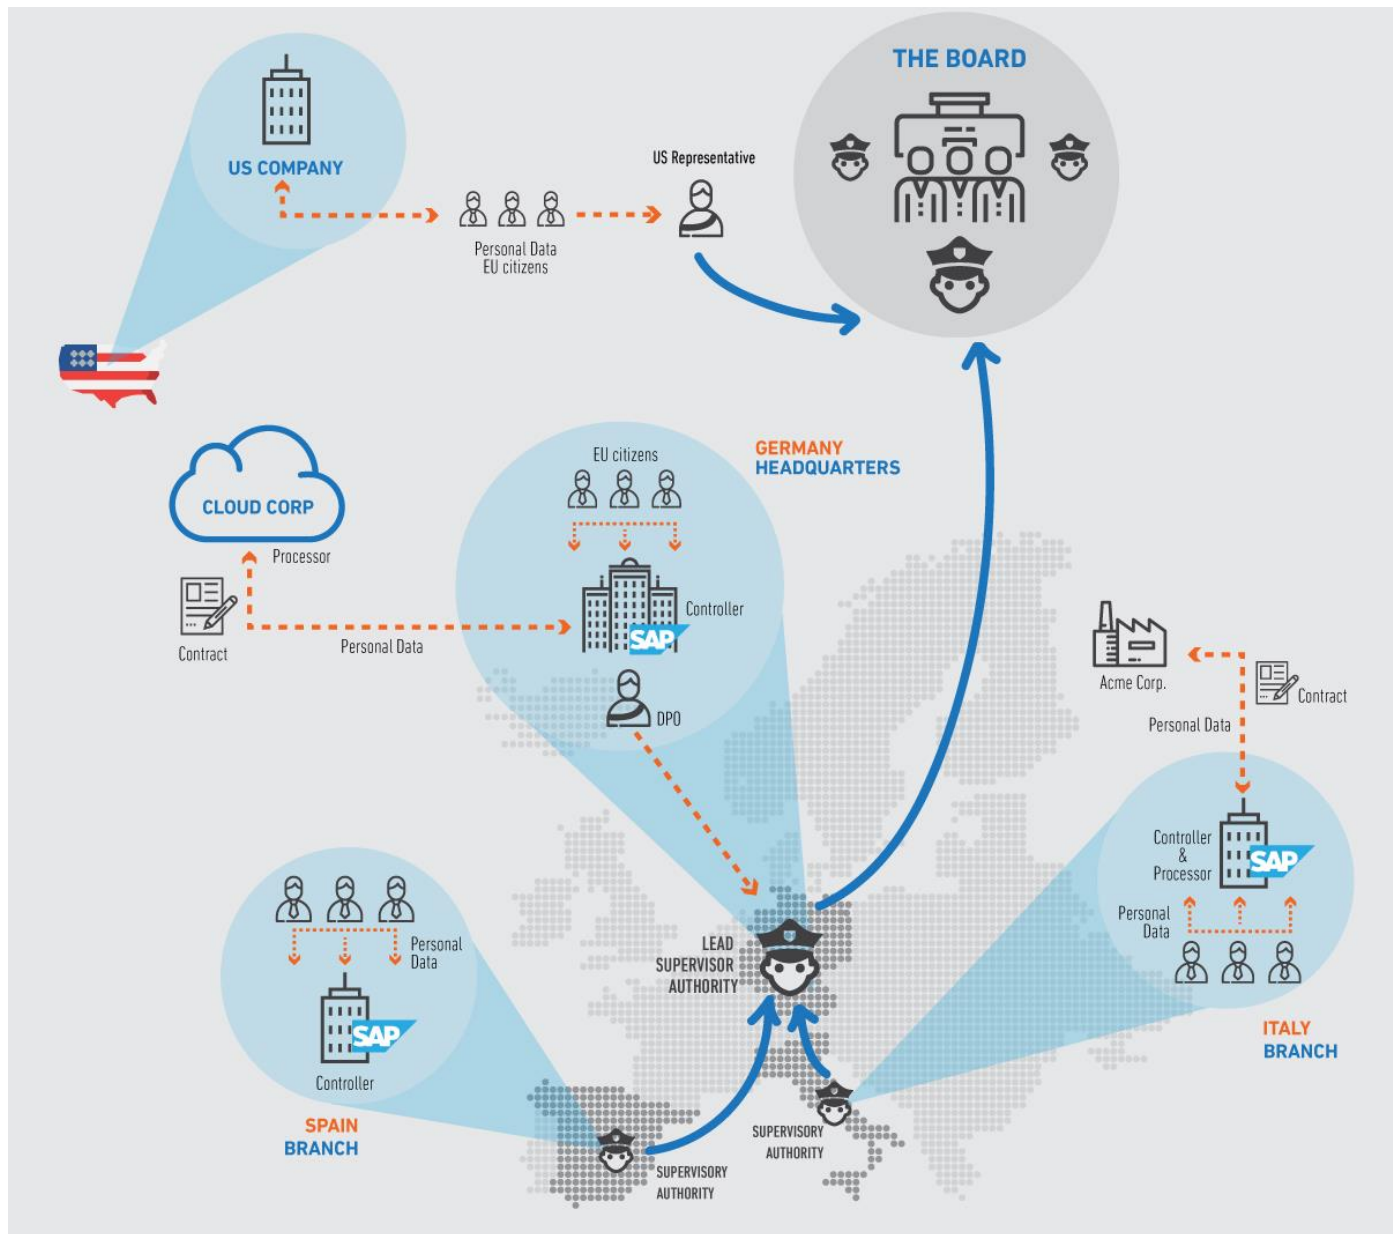 THE BOARD
US COMPANY
US Representative
Personal Data
EU citizens
GERMANY
HEADQUARTERS
EU citizens
CLOUD CORP
Processor
Contract
Personal Data
Controller
SAP
DPO
Acme Corp.
Contract
Personal Data
Controller
&
Processor
SAP
Personal
Data
ITALY
BRANCH
LEAD
SUPERVISOR
AUTHORITY
Personal
Data
SAP
Controller
SPAIN
BRANCH
SUPERVISORY
AUTHORITY
SUPERVISORY
AUTHORITY